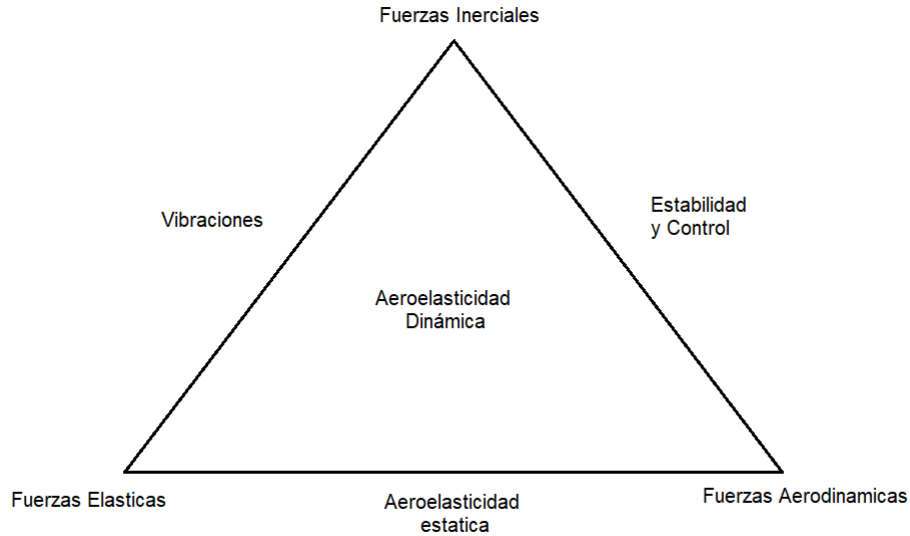 Fuerzas Inerciales
Vibraciones
Estabilidad
y Control
Aeroelasticidad
Dinámica
Fuerzas Elasticas
Aeroelasticidad
estatica
Fuerzas Aerodinamicas